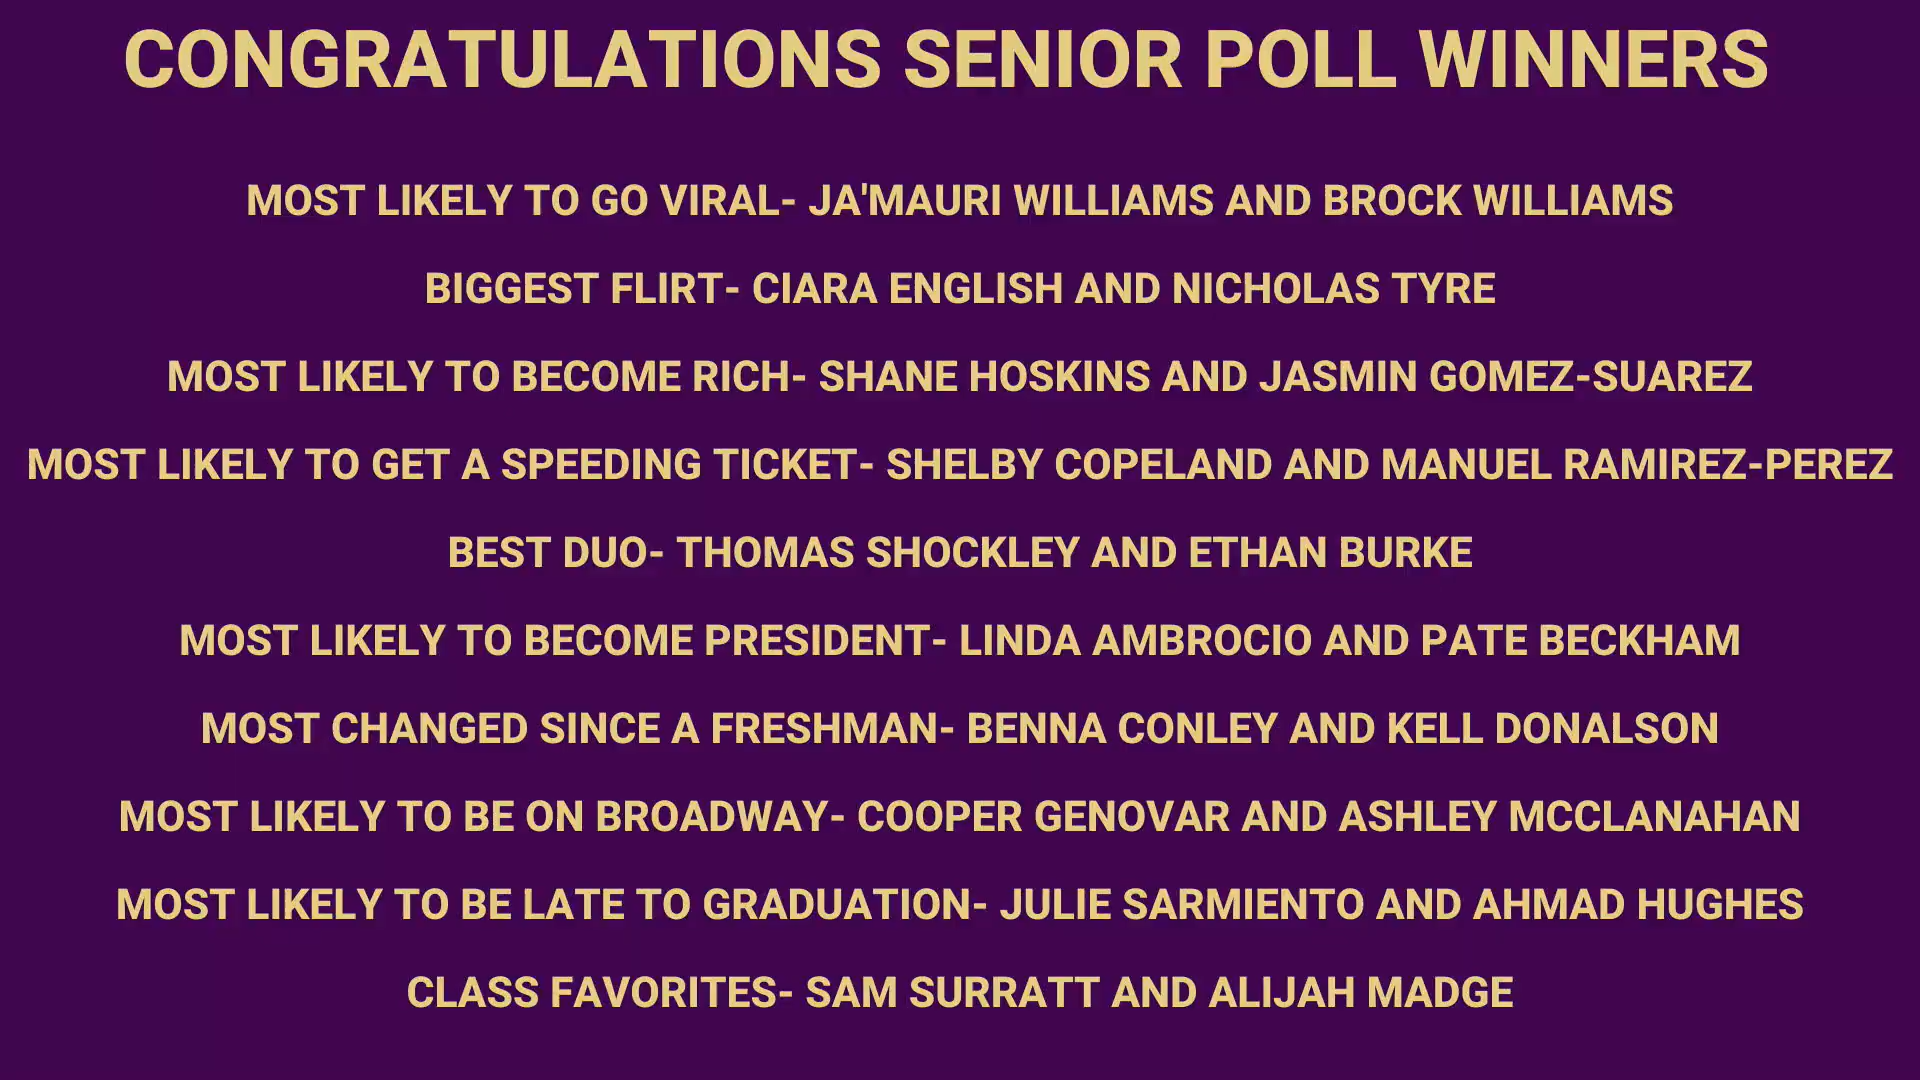 CONGRATULATIONS SENIOR POLL WINNERS
MOST LIKELY TO GO VIRAL- JA'MAURI WILLIAMS AND BROCK WILLIAMS
BIGGEST FLIRT- CIARA ENGLISH AND NICHOLAS TYRE
MOST LIKELY TO BECOME RICH- SHANE HOSKINS AND JASMIN GOMEZ-SUAREZ
MOST LIKELY TO GET A SPEEDING TICKET- SHELBY COPELAND AND MANUEL RAMIREZ-PEREZ
BEST DUO- THOMAS SHOCKLEY AND ETHAN BURKE
MOST LIKELY TO BECOME PRESIDENT- LINDA AMBROCIO AND PATE BECKHAM
MOST CHANGED SINCE A FRESHMAN- BENNA CONLEY AND KELL DONALSON
MOST LIKELY TO BE ON BROADWAY- COOPER GENOVAR AND ASHLEY MCCLANAHAN
MOST LIKELY TO BE LATE TO GRADUATION- JULIE SARMIENTO AND AHMAD HUGHES
CLASS FAVORITES- SAM SURRATT AND ALIJAH MADGE